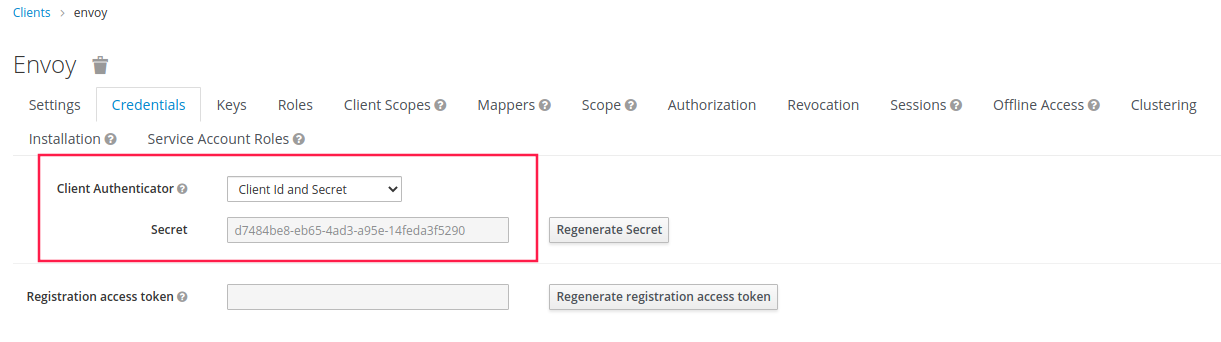 Clients > envoy
Envoy
Settings Credentials Keys Roles Client Scopes ? Mappers ? Scope ? Authorization Revocation Sessions ? Offline Access ? Clustering
Installation ? Service Account Roles ?
Client Authenticator ? Client Id and Secret
Secret d7484be8-eb65-4ad3-a95e-14feda3f5290 Regenerate Secret
Registration access token ? Regenerate registration access token